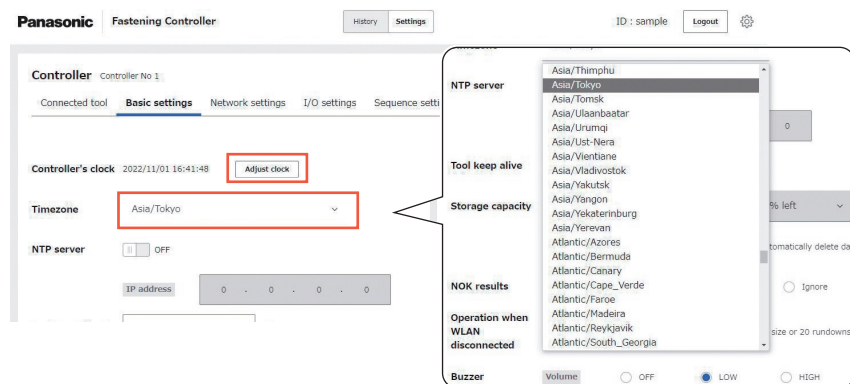 Panasonic Fastening Controller History Settings ID : sample Logout
Controller Controller No 1
Connected tool Basic settings Network settings I/O settings Sequence setti
Controller's clock 2022/11/01 16:41:48 Adjust clock
Timezone Asia/Tokyo
NTP server OFF
IP address 0 . 0 . 0 . 0
NTP server
0
Tool keep alive
Storage capacity
% left
tomatically delete da
NOK results
Ignore
Operation when
WLAN
disconnected
size or 20 rundowns
Buzzer Volume OFF LOW HIGH
Asia/Thimphu
Asia/Tokyo
Asia/Tomsk
Asia/Ulaanbaatar
Asia/Urumqi
Asia/Ust-Nera
Asia/Vientiane
Asia/Vladivostok
Asia/Yakutsk
Asia/Yangon
Asia/Yekaterinburg
Asia/Yerevan
Atlantic/Azores
Atlantic/Bermuda
Atlantic/Canary
Atlantic/Cape_Verde
Atlantic/Faroe
Atlantic/Madeira
Atlantic/Reykjavik
Atlantic/South_Georgia